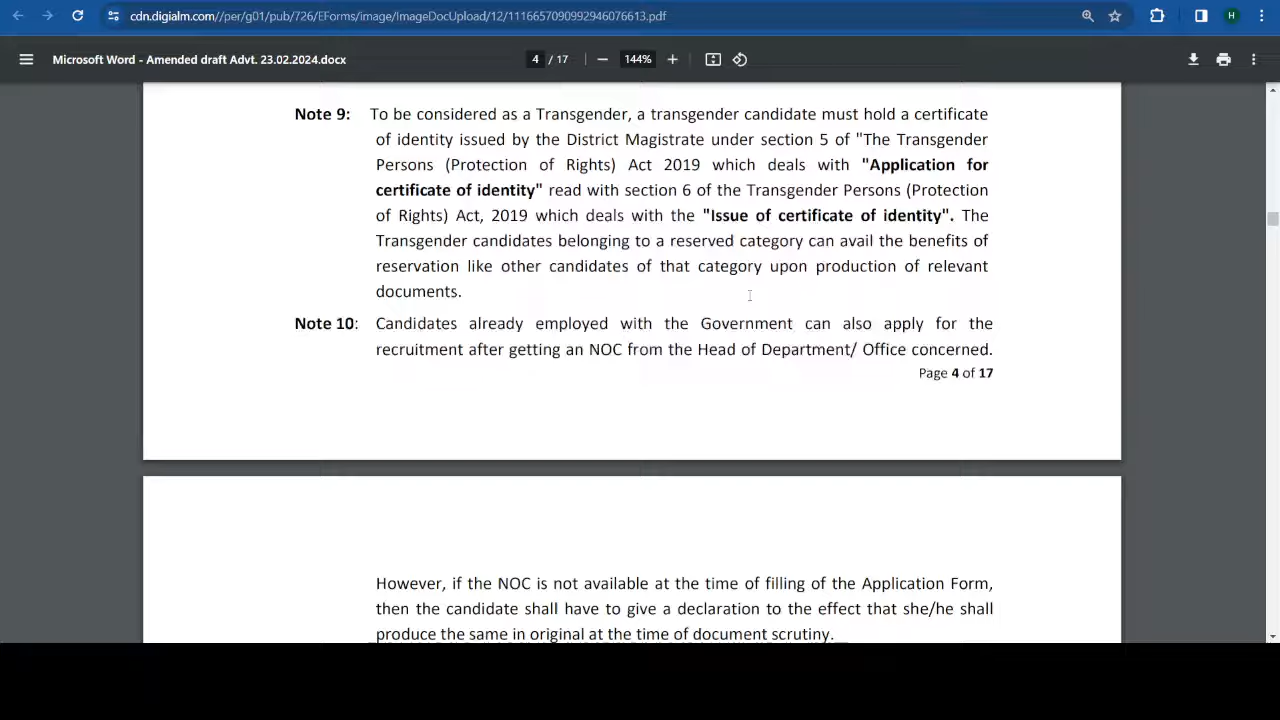 cdn.digialm.com//per/g01/pub/726/EForms/image/ImageDocUpload/12/1116657090992946076613.pdf
H
Microsoft Word - Amended draft Advt. 23.02.2024.docx
4 / 17
144%
Note 9: To be considered as a Transgender, a transgender candidate must hold a certificate
of identity issued by the District Magistrate under section 5 of "The Transgender
Persons (Protection of Rights) Act 2019 which deals with "Application for
certificate of identity" read with section 6 of the Transgender Persons (Protection
of Rights) Act, 2019 which deals with the "Issue of certificate of identity". The
Transgender candidates belonging to a reserved category can avail the benefits of
reservation like other candidates of that category upon production of relevant
documents.
Note 10: Candidates already employed with the Government can also apply for the
recruitment after getting an NOC from the Head of Department/ Office concerned.
Page 4 of 17
However, if the NOC is not available at the time of filling of the Application Form,
then the candidate shall have to give a declaration to the effect that she/he shall
produce the same in original at the time of document scrutiny.